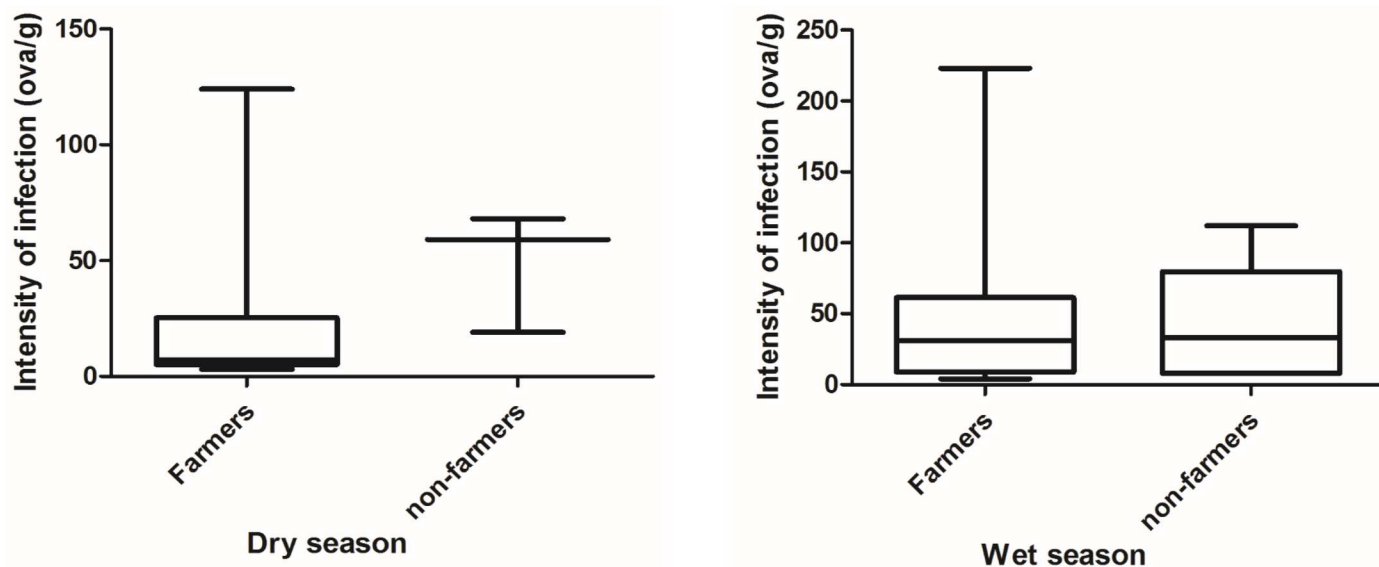 Intensity of infection (ova/g)
150
100
50
0
Farmers
non-farmers
Dry season
Intensity of infection (ova/g)
250
200
150
100
50
0
Farmers
non-farmers
Wet season